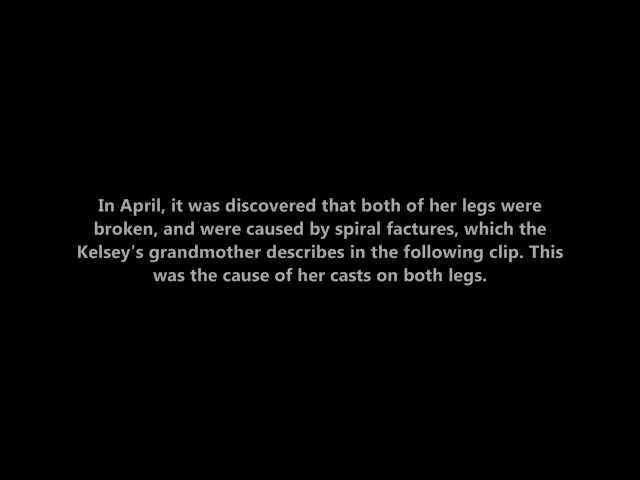 In April, it was discovered that both of her legs were
broken, and were caused by spiral factures, which the
Kelsey's grandmother describes in the following clip. This
was the cause of her casts on both legs.